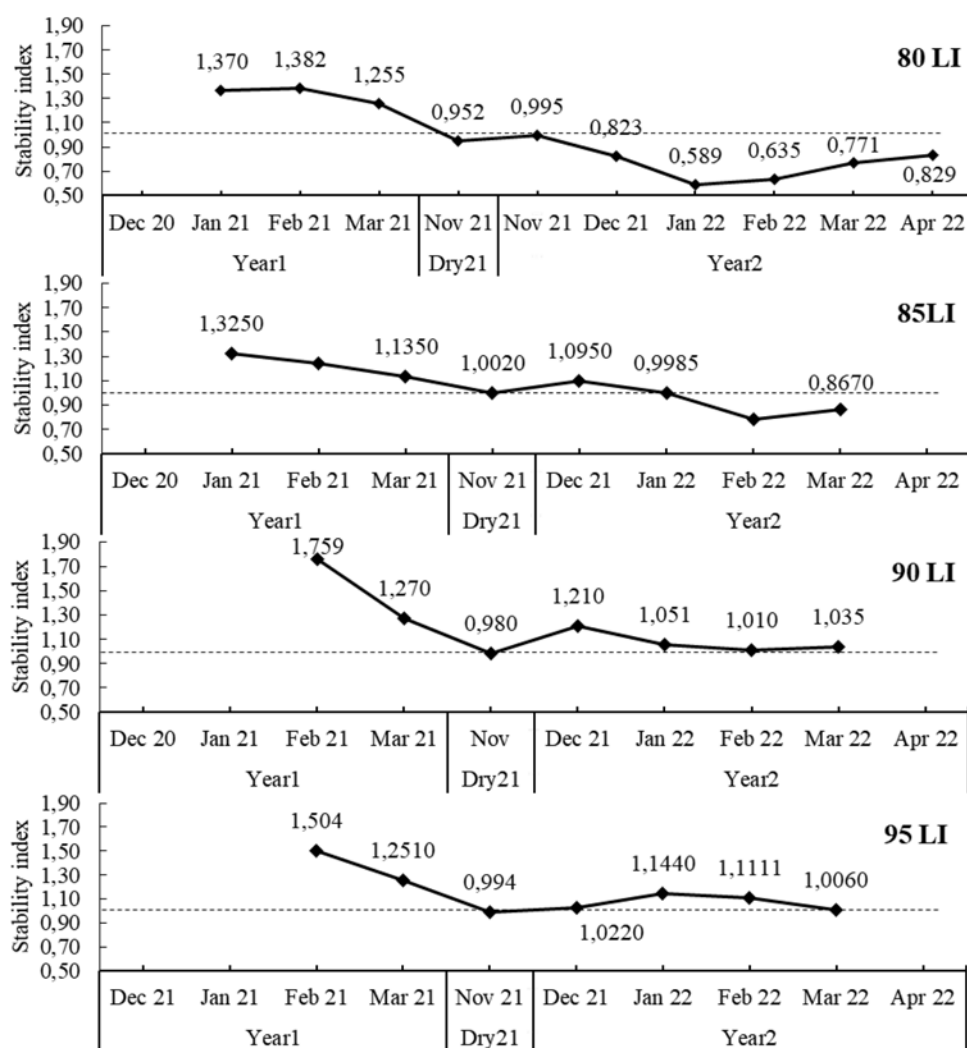 80 LI
Stability index
1,90
1,70
1,50
1,30
1,10
0,90
0,70
0,50
1,370 1,382 1,255 0,952 0,995 0,823 0,589 0,635 0,771 0,829
Dec 20 Jan 21 Feb 21 Mar 21 Nov 21 Nov 21 Dec 21 Jan 22 Feb 22 Mar 22 Apr 22
Year1 Dry21 Year2
85LI
Stability index
1,90
1,70
1,50
1,30
1,10
0,90
0,70
0,50
1,3250 1,1350 1,0020 1,0950 0,9985 0,8670
Dec 20 Jan 21 Feb 21 Mar 21 Nov 21 Dec 21 Jan 22 Feb 22 Mar 22 Apr 22
Year1 Dry21 Year2
90 LI
Stability index
1,90
1,70
1,50
1,30
1,10
0,90
0,70
0,50
1,759 1,270 0,980 1,210 1,051 1,010 1,035
Dec 20 Jan 21 Feb 21 Mar 21 Nov Dec 21 Jan 22 Feb 22 Mar 22 Apr 22
Year1 Dry21 Year2
95 LI
Stability index
1,90
1,70
1,50
1,30
1,10
0,90
0,70
0,50
1,504 1,2510 0,994 1,0220 1,1440 1,1111 1,0060
Dec 21 Jan 21 Feb 21 Mar 21 Nov 21 Dec 21 Jan 22 Feb 22 Mar 22 Apr 22
Year1 Dry21 Year2